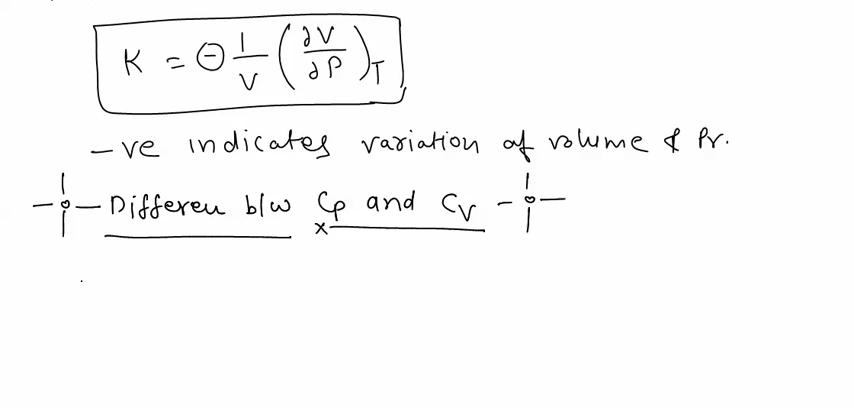 K = ⊖ 1/V (∂V/∂P)_T
-ve indicates variation of volume & Pr.
Differen b/w Cp and Cv